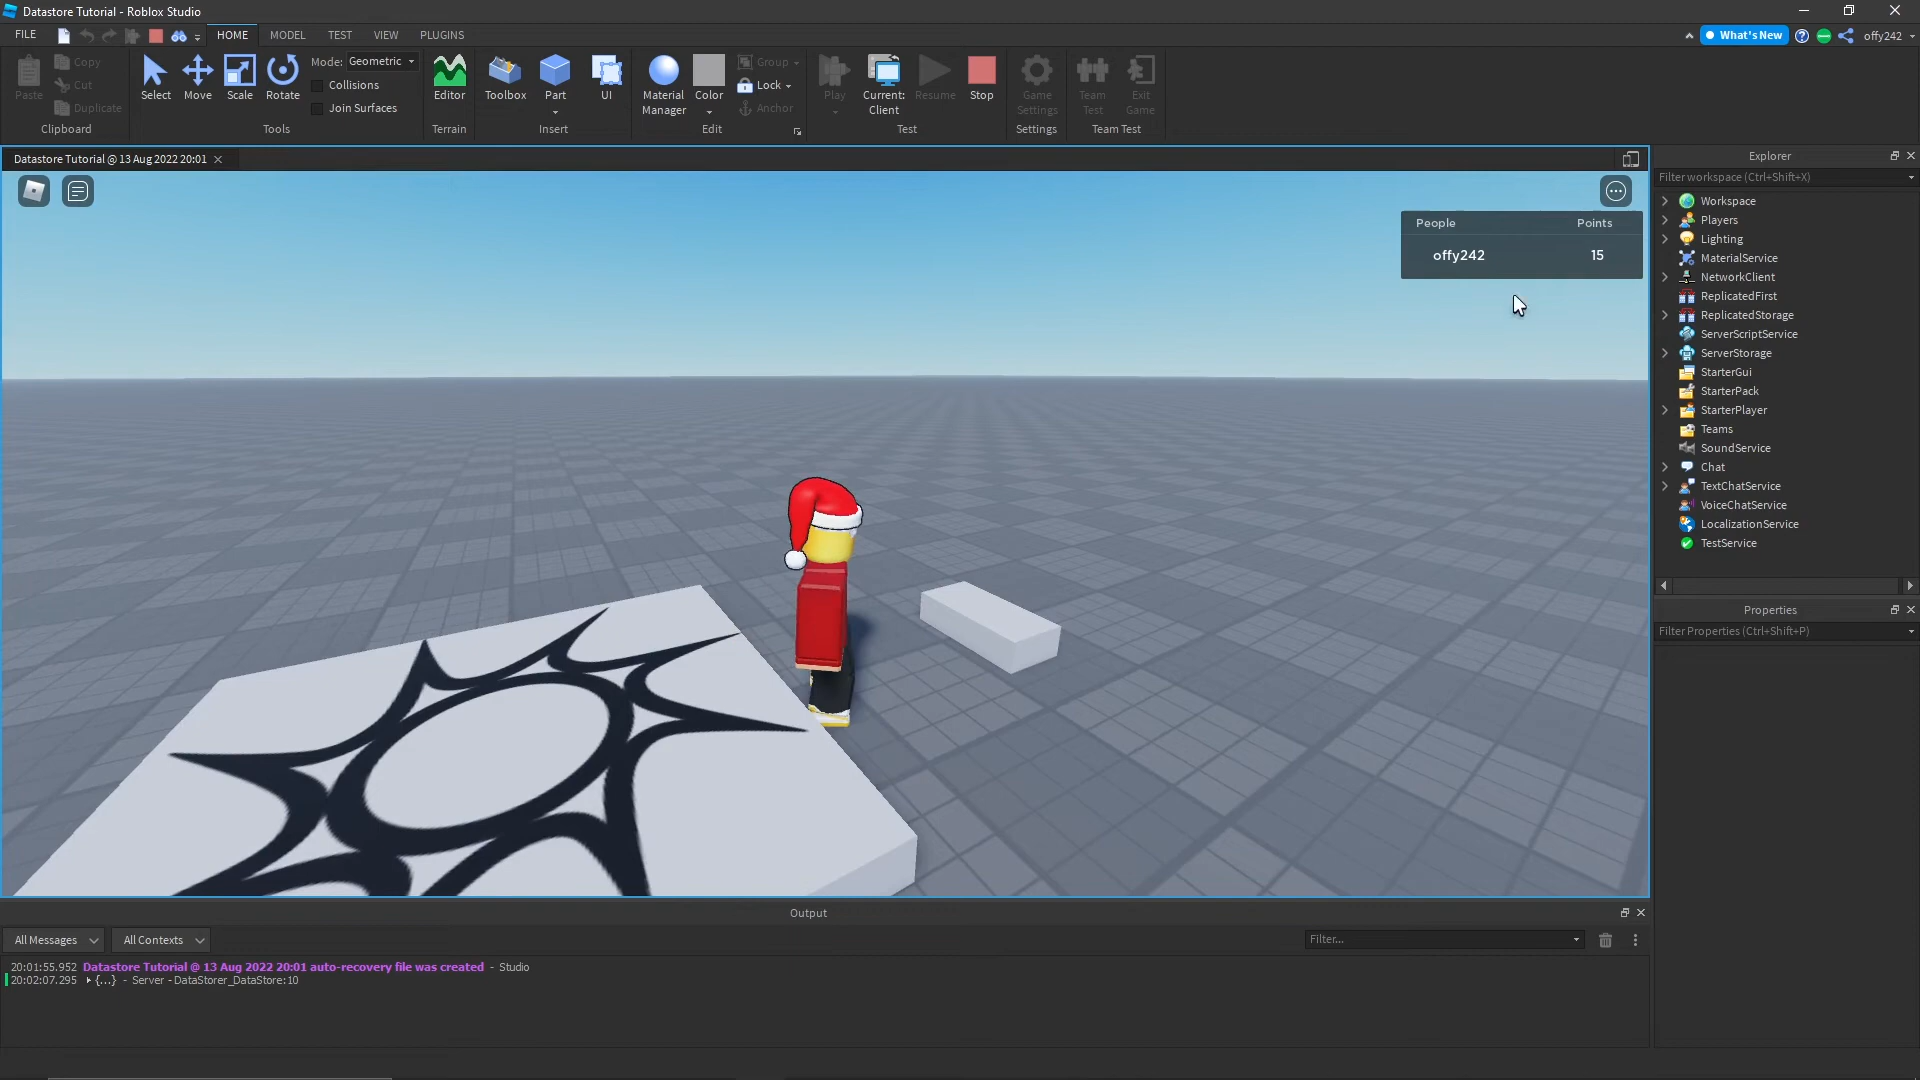 Datastore Tutorial - Roblox Studio
FILE HOME MODEL TEST VIEW PLUGINS What's New offy242
Paste Copy Cut Duplicate Clipboard
Select Move Scale Rotate Mode: Geometric Collisions Join Surfaces Tools
Editor Terrain
Toolbox Part UI Insert
Material Manager Color Group Lock Anchor Edit
Play Current: Client Resume Stop Test
Game Settings Settings
Team Test Exit Game Team Test
Datastore Tutorial @ 13 Aug 2022 20:01
People Points
offy242 15
Explorer
Filter workspace (Ctrl+Shift+X)
Workspace
Players
Lighting
MaterialService
NetworkClient
ReplicatedFirst
ReplicatedStorage
ServerScriptService
ServerStorage
StarterGui
StarterPack
StarterPlayer
Teams
SoundService
Chat
TextChatService
VoiceChatService
LocalizationService
TestService
Properties
Filter Properties (Ctrl+Shift+P)
Output
All Messages All Contexts Filter...
20:01:55.952 Datastore Tutorial @ 13 Aug 2022 20:01 auto-recovery file was created - Studio
20:02:07.295 ▸ {...} - Server - DataStorer_DataStore:10